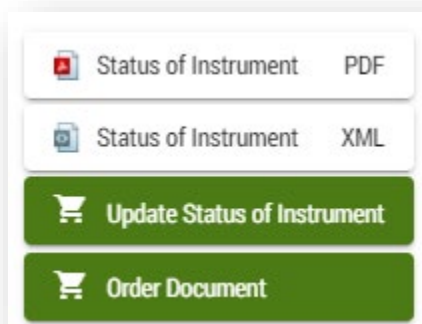 Status of Instrument PDF
Status of Instrument XML
Update Status of Instrument
Order Document